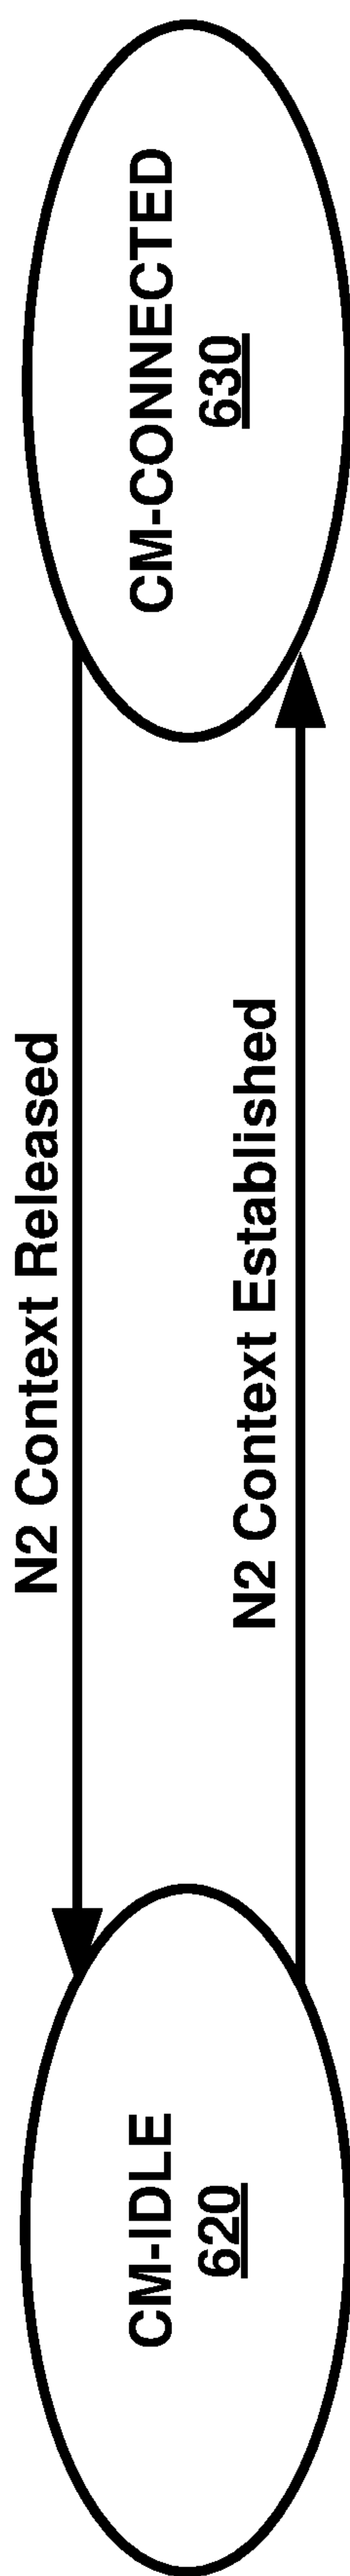 N2 Context Released
CM-IDLE
620
CM-CONNECTED
630
N2 Context Established